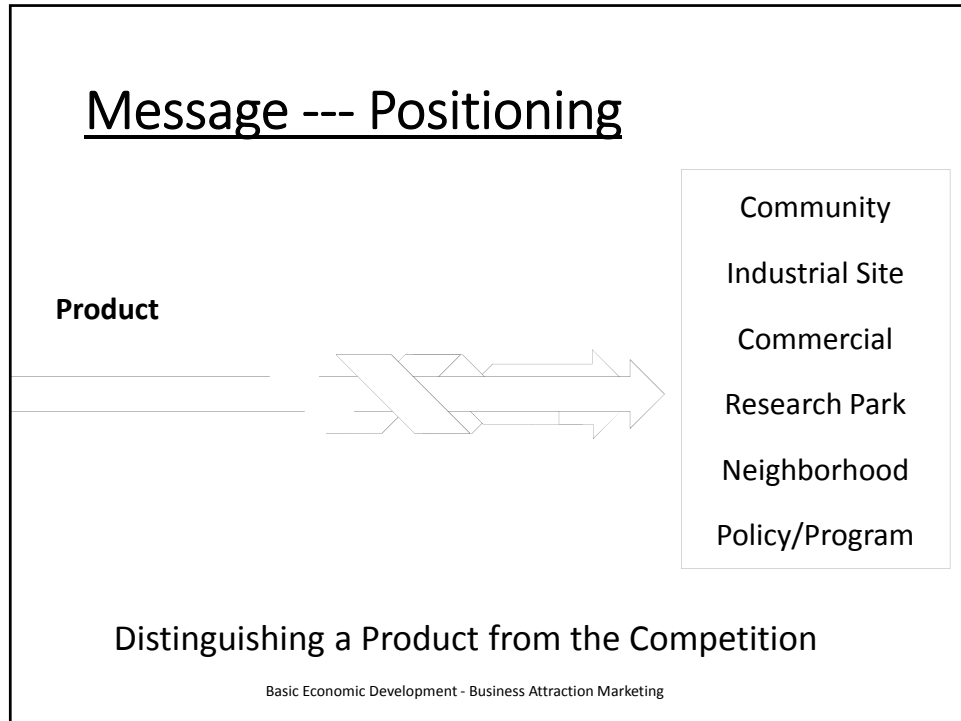 Message --- Positioning
Product
Community
Industrial Site
Commercial
Research Park
Neighborhood
Policy/Program
Distinguishing a Product from the Competition
Basic Economic Development - Business Attraction Marketing